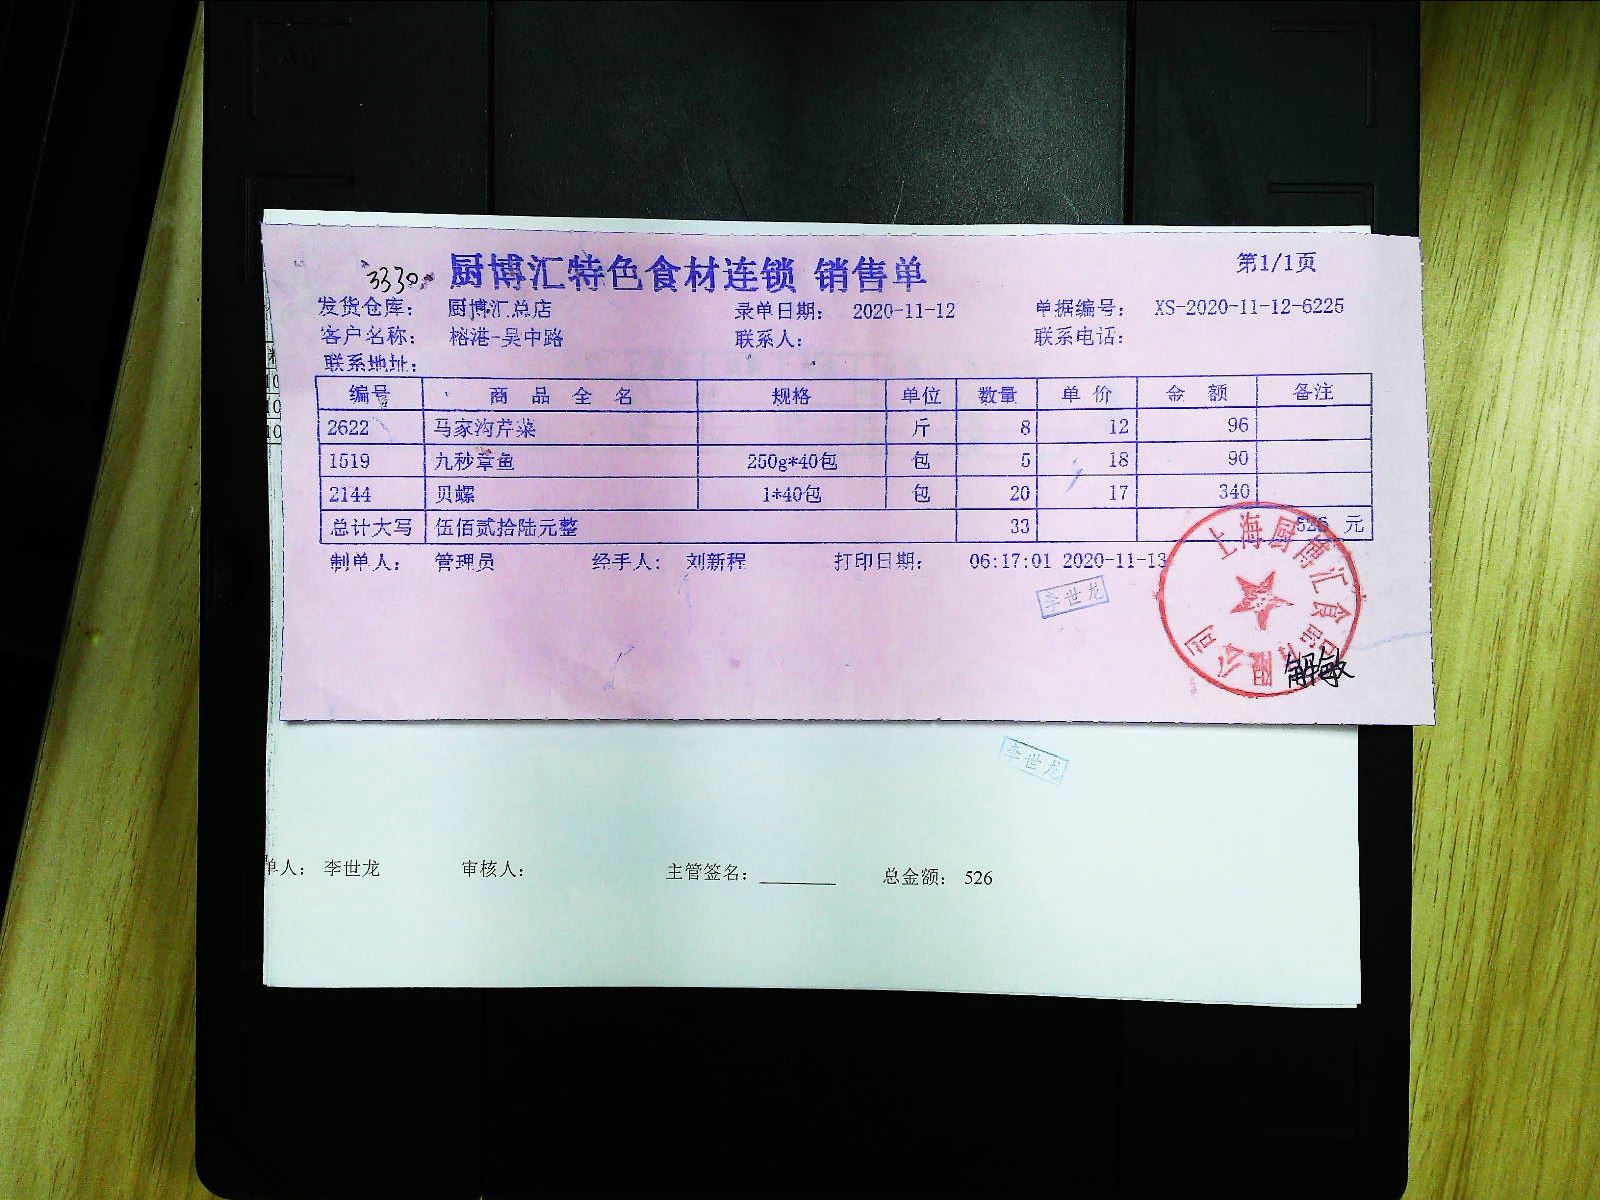 3330
厨博汇特色食材连锁 销售单
第1/1页
发货仓库： 厨博汇总店 录单日期： 2020-11-12 单据编号： XS-2020-11-12-6225
客户名称： 榕港-吴中路 联系人： 联系电话：
联系地址：
编号 商品全名 规格 单位 数量 单价 金额 备注
2622 马家沟芹菜 斤 8 12 96
1519 九秒章鱼 250g*40包 包 5 18 90
2144 贝螺 1*40包 包 20 17 340
总计大写 伍佰贰拾陆元整 33 526 元
制单人： 管理员 经手人： 刘新程 打印日期： 06:17:01 2020-11-13
李世龙
上海厨博汇食品有限公司
解敏
李世龙
单人： 李世龙 审核人： 主管签名：______ 总金额： 526